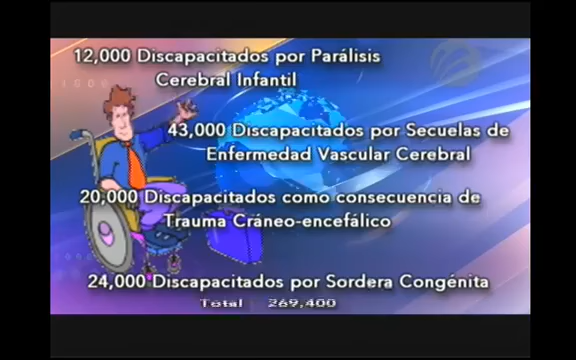 12,000 Discapacitados por Parálisis
Cerebral Infantil
43,000 Discapacitados por Secuelas de
Enfermedad Vascular Cerebral
20,000 Discapacitados como consecuencia de
Trauma Cráneo-encefálico
24,000 Discapacitados por Sordera Congénita
Total 269,400